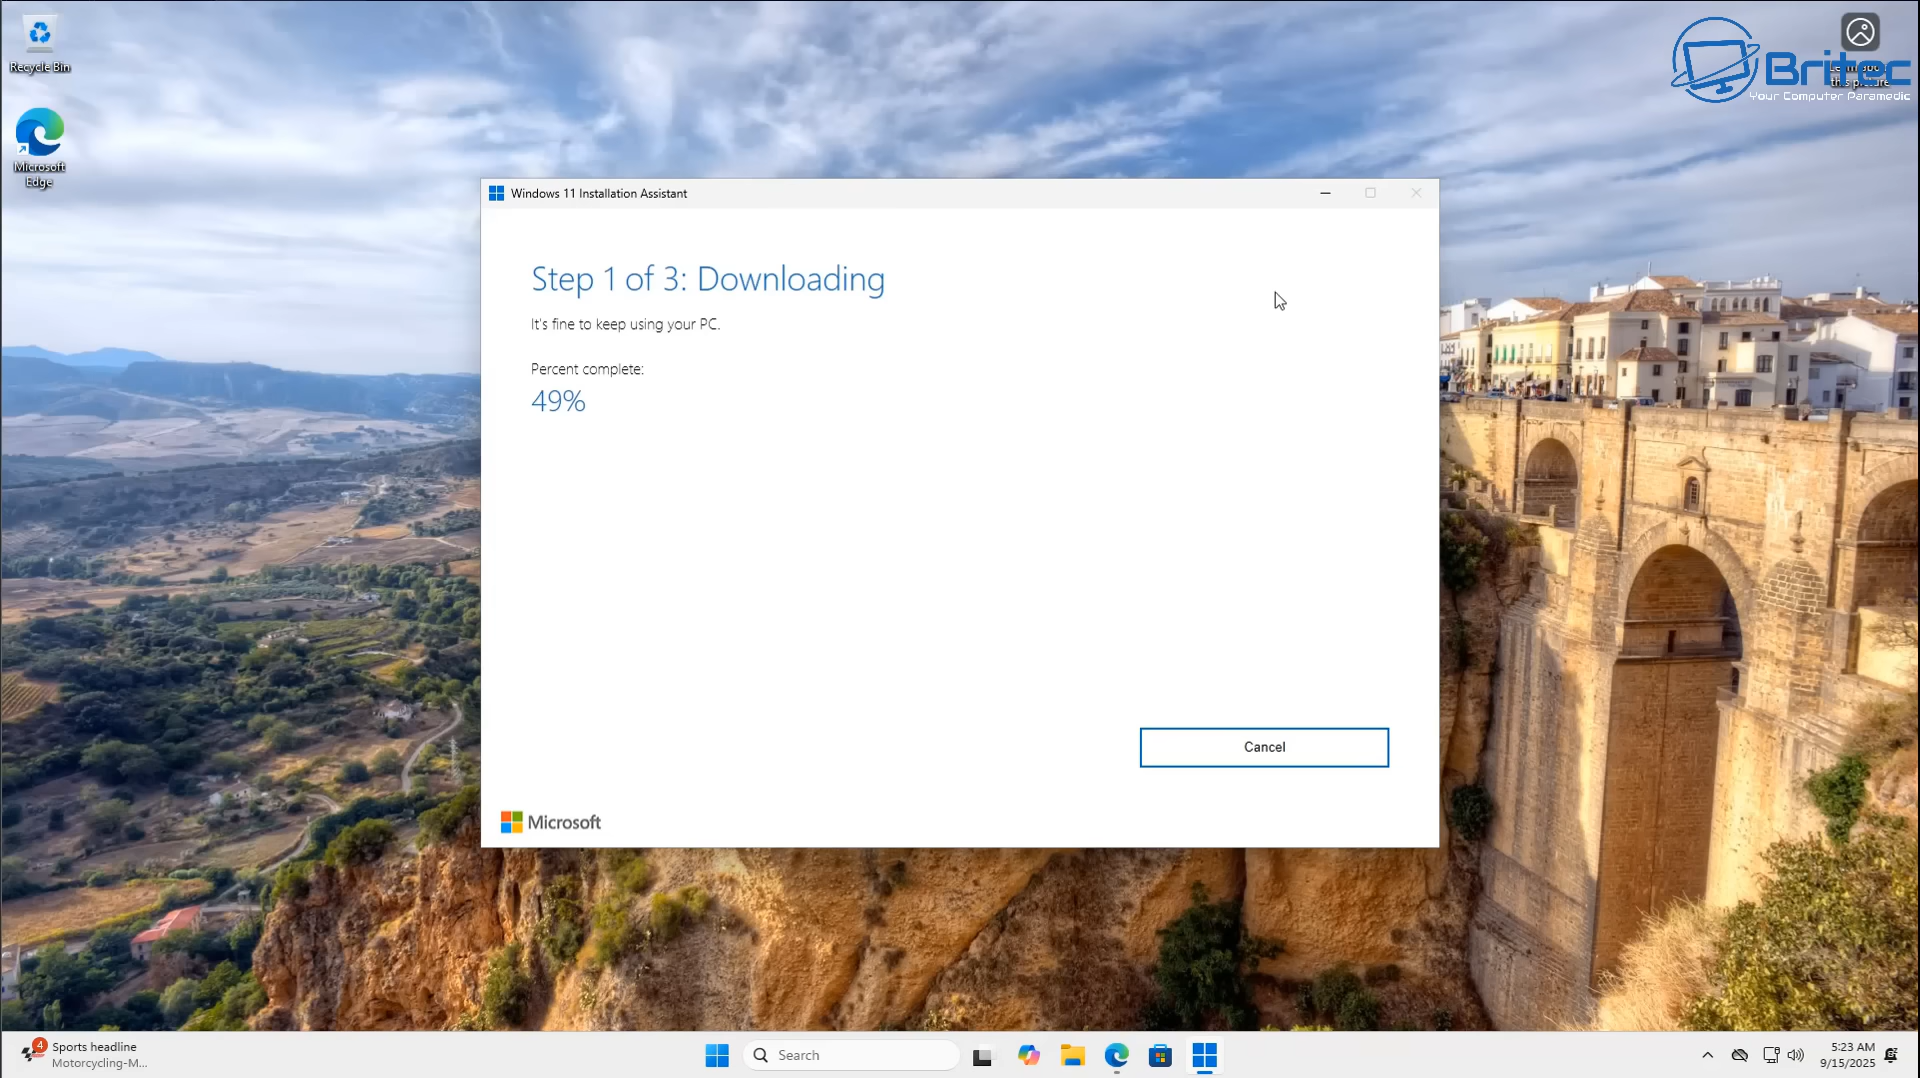 Recycle Bin
Microsoft
Edge
Britec
Your Computer Paramedic
Windows 11 Installation Assistant
Step 1 of 3: Downloading
It's fine to keep using your PC.
Percent complete:
49%
Cancel
Microsoft
4
Sports headline
Motorcycling-M...
Search
5:23 AM
9/15/2025